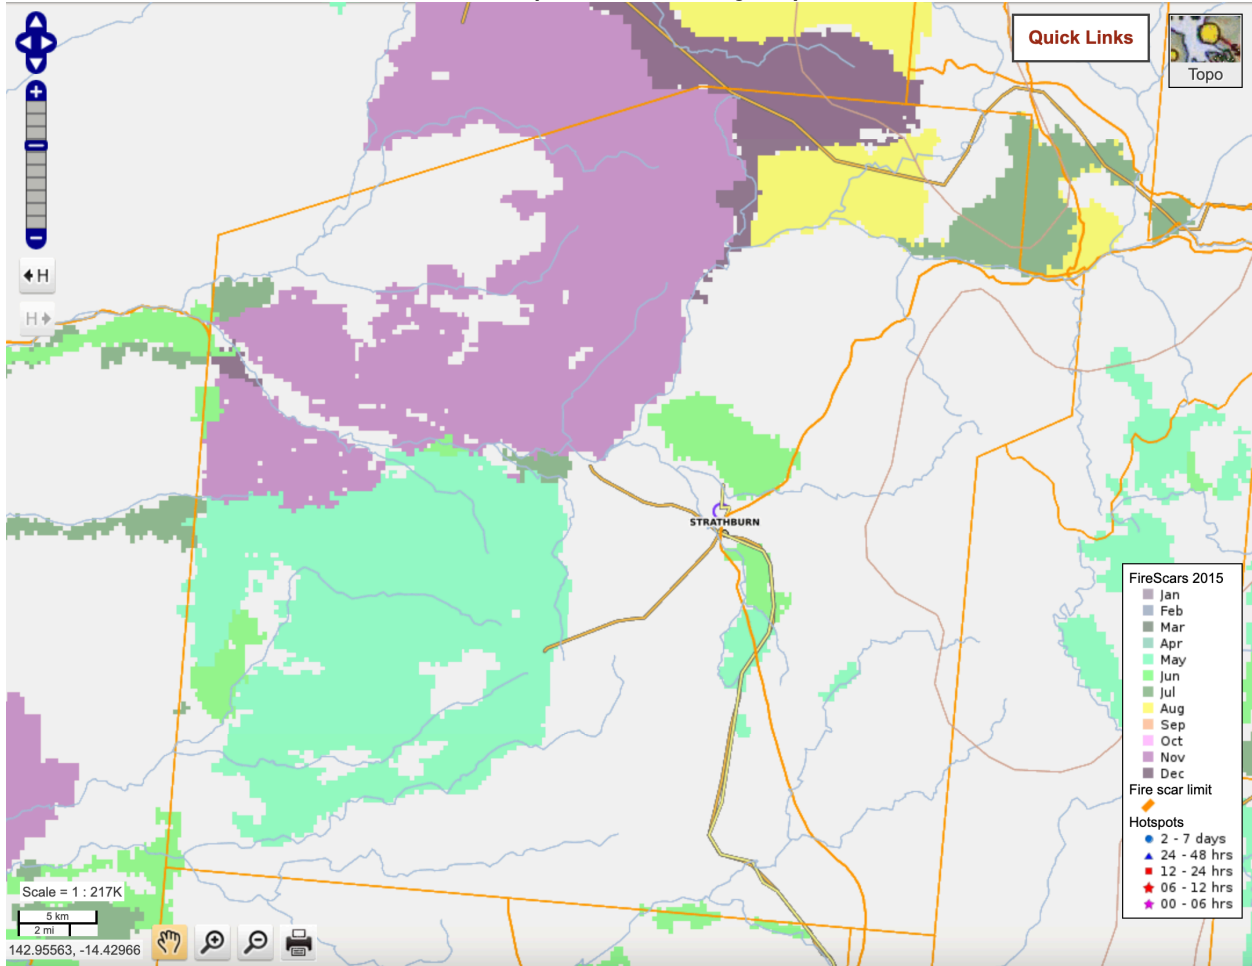 Quick Links
Topo
H
H
STRATHBURN
FireScars 2015
Jan
Feb
Mar
Apr
May
Jun
Jul
Aug
Sep
Oct
Nov
Dec
Fire scar limit
Hotspots
2 - 7 days
24 - 48 hrs
12 - 24 hrs
06 - 12 hrs
00 - 06 hrs
Scale = 1 : 217K
5 km
2 mi
142.95563, -14.42966